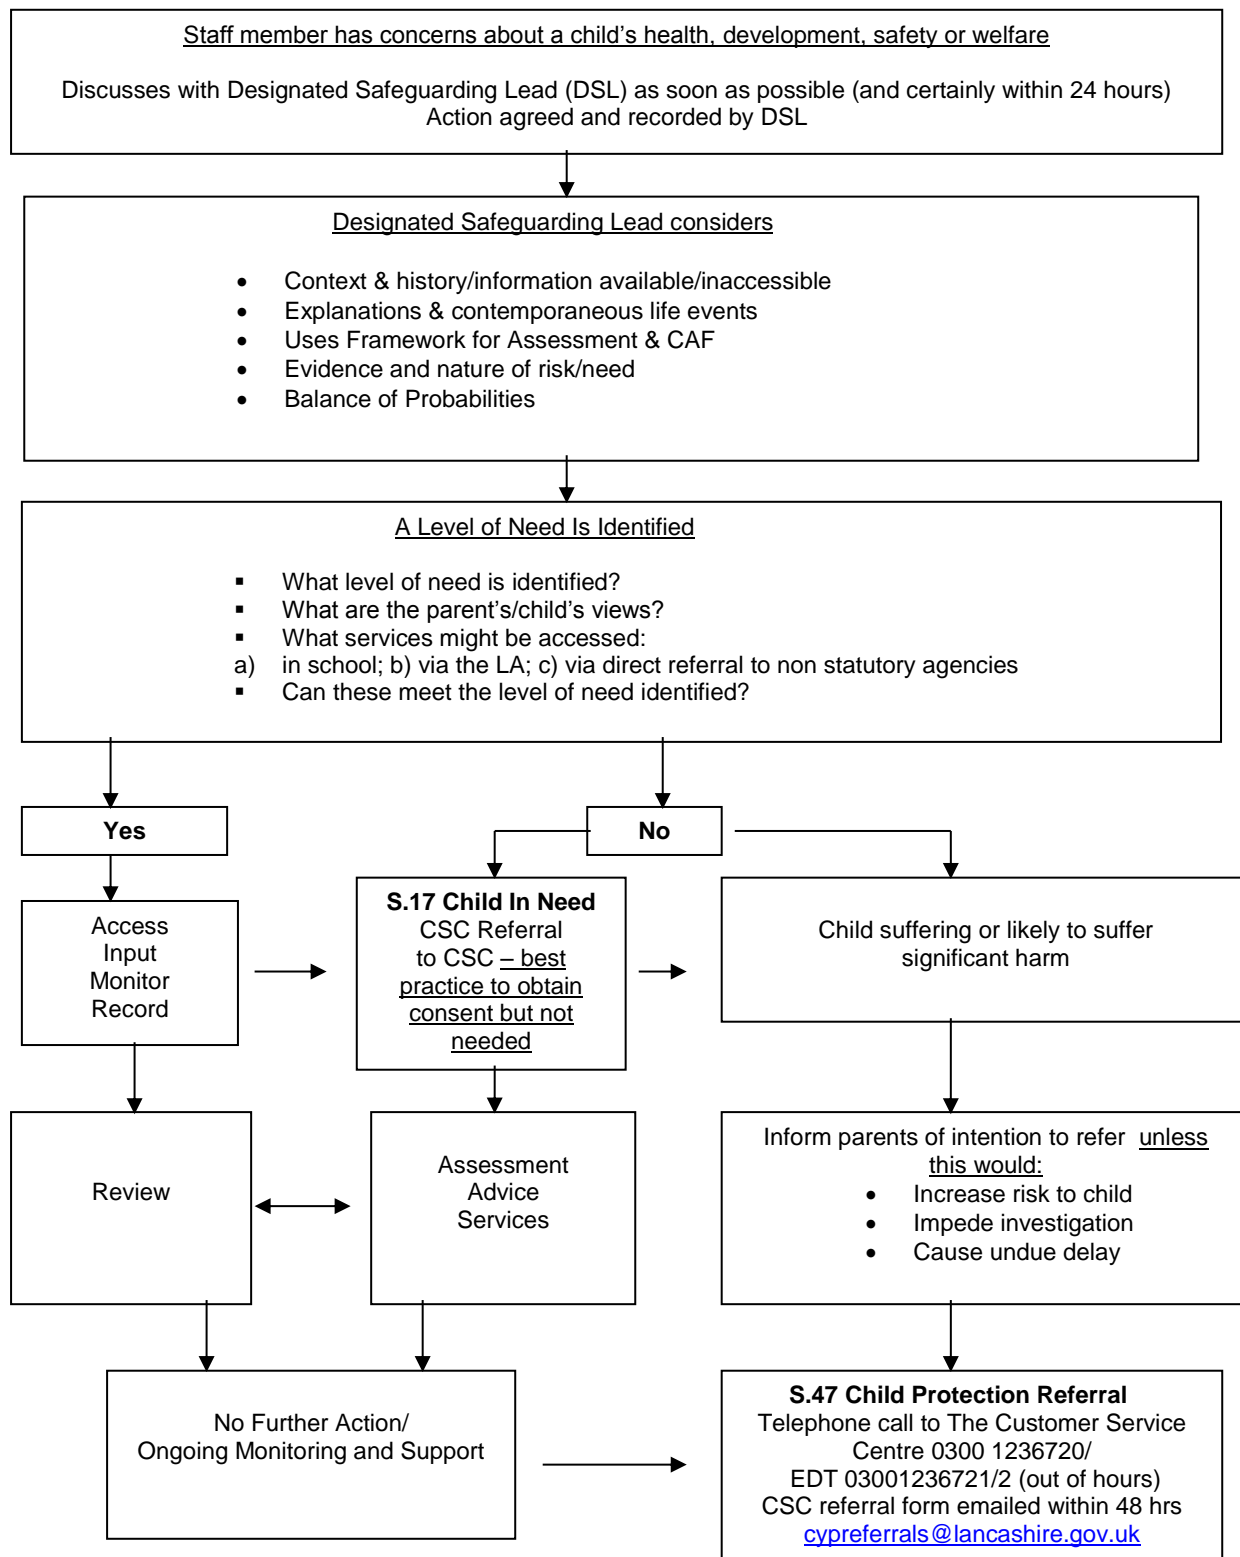 Staff member has concerns about a child's health, development, safety or welfare
Discusses with Designated Safeguarding Lead (DSL) as soon as possible (and certainly within 24 hours)
Action agreed and recorded by DSL
Designated Safeguarding Lead considers
• Context & history/information available/inaccessible
• Explanations & contemporaneous life events
• Uses Framework for Assessment & CAF
• Evidence and nature of risk/need
• Balance of Probabilities
A Level of Need Is Identified
▪ What level of need is identified?
▪ What are the parent's/child's views?
▪ What services might be accessed:
a) in school; b) via the LA; c) via direct referral to non statutory agencies
▪ Can these meet the level of need identified?
Yes
No
Access
Input
Monitor
Record
S.17 Child In Need
CSC Referral
to CSC – best
practice to obtain
consent but not
needed
Child suffering or likely to suffer
significant harm
Review
Assessment
Advice
Services
Inform parents of intention to refer unless
this would:
• Increase risk to child
• Impede investigation
• Cause undue delay
No Further Action/
Ongoing Monitoring and Support
S.47 Child Protection Referral
Telephone call to The Customer Service
Centre 0300 1236720/
EDT 03001236721/2 (out of hours)
CSC referral form emailed within 48 hrs
cypreferrals@lancashire.gov.uk